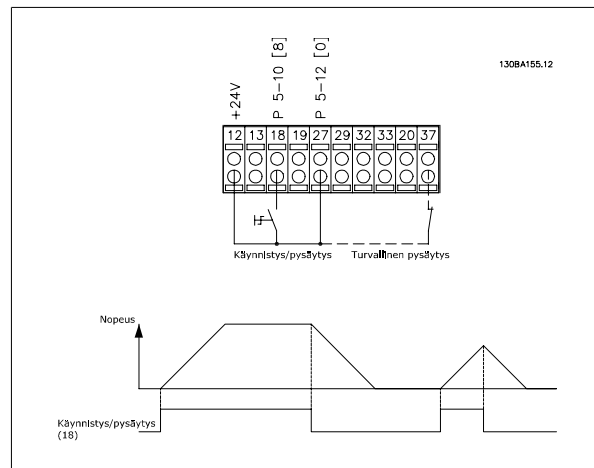 130BA155.12
+24V
P 5-10 [8]
P 5-12 [0]
12 13 18 19 27 29 32 33 20 37
Käynnistys/pysäytys Turvallinen pysäytys
Nopeus
Käynnistys/pysäytys
(18)